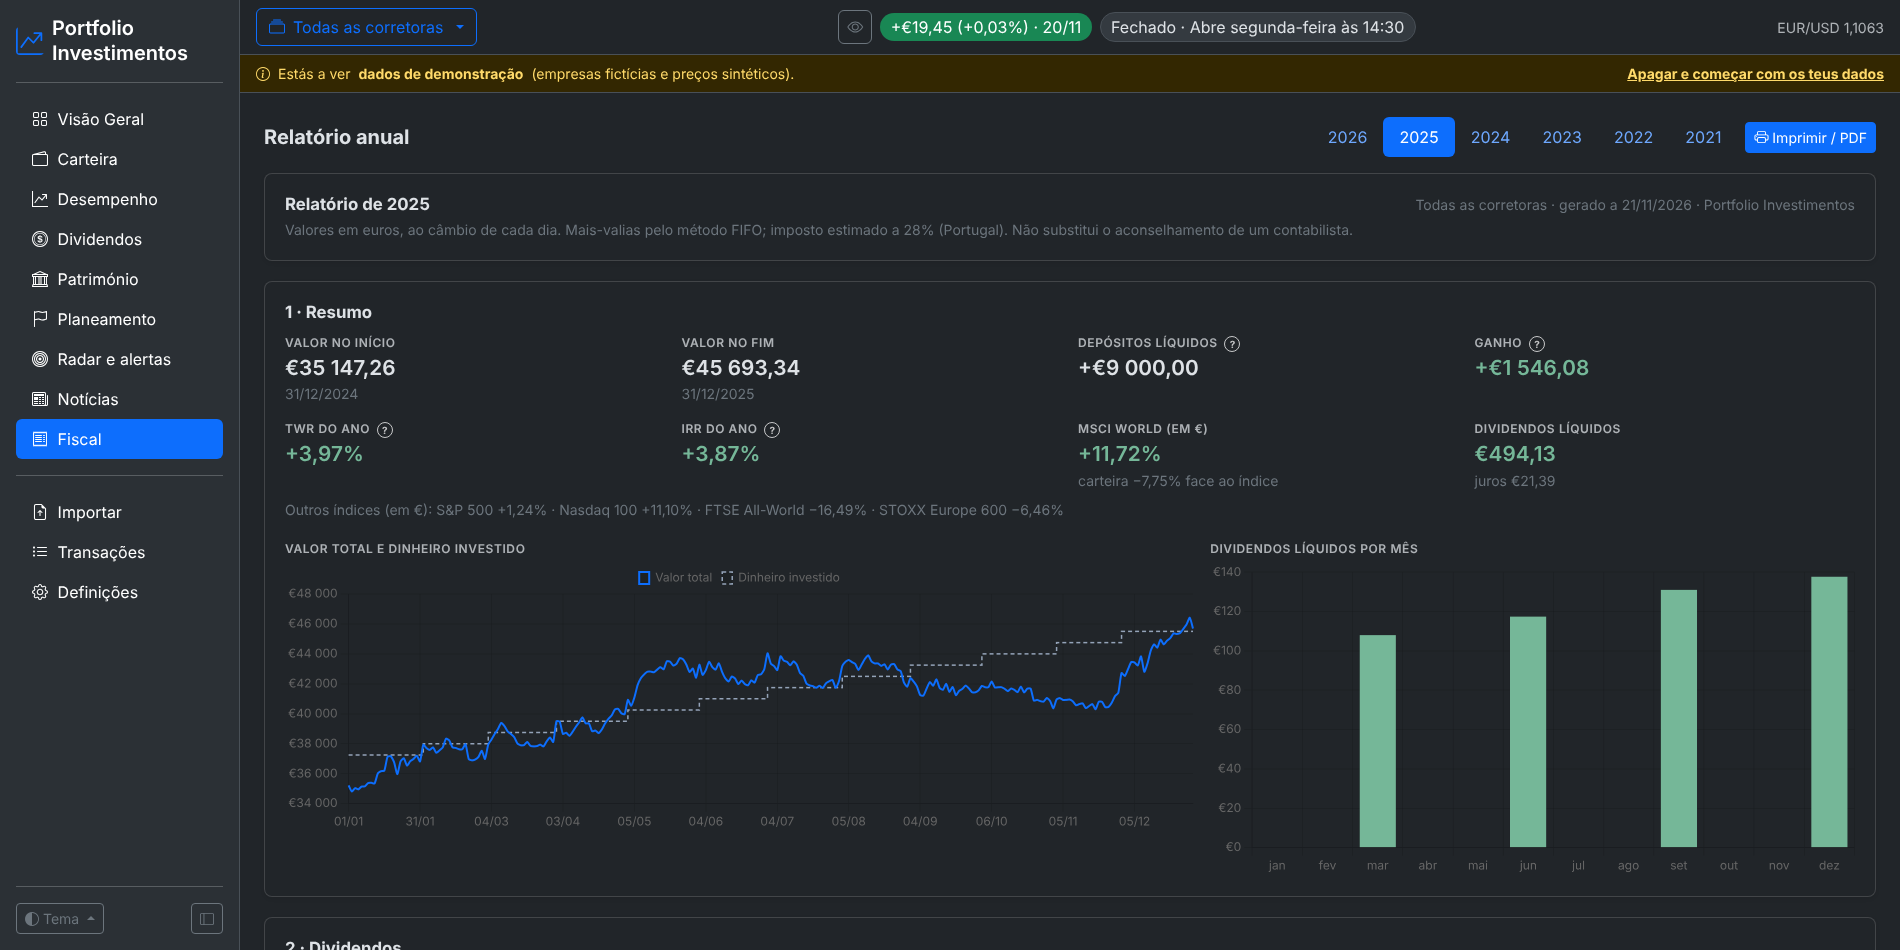 Portfolio
Investimentos
Visão Geral
Carteira
Desempenho
Dividendos
Património
Planeamento
Radar e alertas
Notícias
Fiscal
Importar
Transações
Definições
Tema
Todas as corretoras
+€19,45 (+0,03%) · 20/11
Fechado · Abre segunda-feira às 14:30
EUR/USD 1,1063
Estás a ver dados de demonstração (empresas fictícias e preços sintéticos).
Apagar e começar com os teus dados
Relatório anual
2026 2025 2024 2023 2022 2021
Imprimir / PDF
Relatório de 2025
Todas as corretoras · gerado a 21/11/2026 · Portfolio Investimentos
Valores em euros, ao câmbio de cada dia. Mais-valias pelo método FIFO; imposto estimado a 28% (Portugal). Não substitui o aconselhamento de um contabilista.
1 · Resumo
VALOR NO INÍCIO
€35 147,26
31/12/2024
VALOR NO FIM
€45 693,34
31/12/2025
DEPÓSITOS LÍQUIDOS ?
+€9 000,00
GANHO ?
+€1 546,08
TWR DO ANO ?
+3,97%
IRR DO ANO ?
+3,87%
MSCI WORLD (EM €)
+11,72%
carteira −7,75% face ao índice
DIVIDENDOS LÍQUIDOS
€494,13
juros €21,39
Outros índices (em €): S&P 500 +1,24% · Nasdaq 100 +11,10% · FTSE All-World −16,49% · STOXX Europe 600 −6,46%
VALOR TOTAL E DINHEIRO INVESTIDO
Valor total Dinheiro investido
€48 000
€46 000
€44 000
€42 000
€40 000
€38 000
€36 000
€34 000
01/01 31/01 04/03 03/04 05/05 04/06 04/07 05/08 04/09 06/10 05/11 05/12
DIVIDENDOS LÍQUIDOS POR MÊS
€140
€120
€100
€80
€60
€40
€20
€0
jan fev mar abr mai jun jul ago set out nov dez
2 · Dividendos